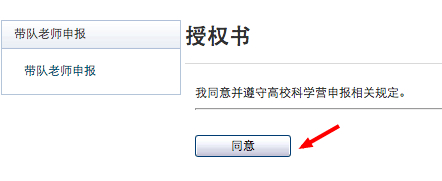 带队老师申报
带队老师申报
授权书
我同意并遵守高校科学营申报相关规定。
同意